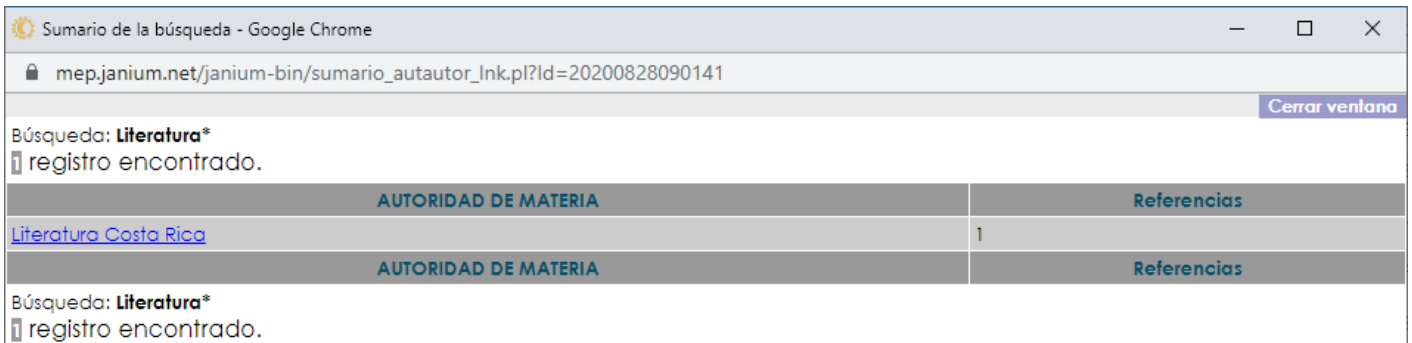 Sumario de la búsqueda - Google Chrome
mep.janium.net/janium-bin/sumario_autautor_lnk.pl?Id=20200828090141
Cerrar ventana
Búsqueda: Literatura*
1 registro encontrado.
AUTORIDAD DE MATERIA Referencias
Literatura Costa Rica 1
AUTORIDAD DE MATERIA Referencias
Búsqueda: Literatura*
1 registro encontrado.